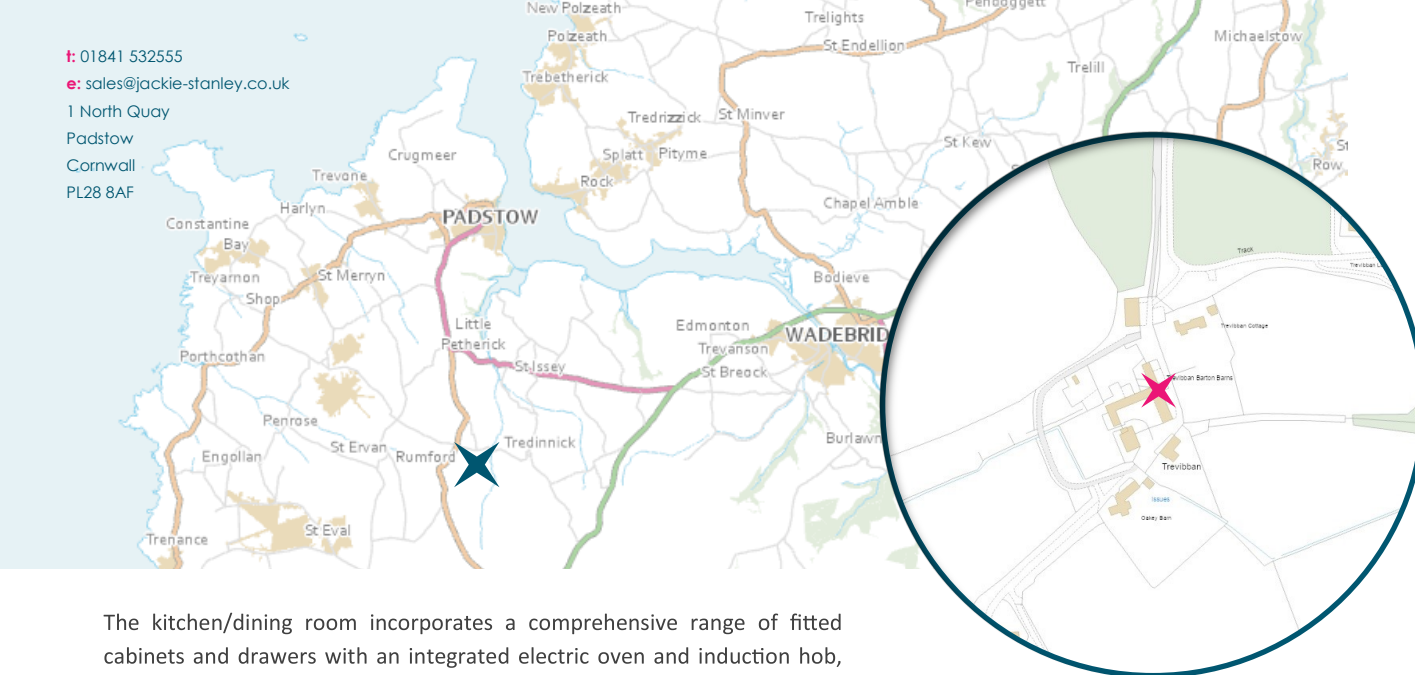 t: 01841 532555
e: sales@jackie-stanley.co.uk
1 North Quay
Padstow
Cornwall
PL28 8AF
New Polzeath
Polzeath
Trebetherick
Trelights
St Endellion
Penboggett
Michaelstow
Trelill
Tredrizzick
St Minver
Splatt
Pityme
Rock
St Kew
Row
Chapel Amble
Crugmeer
Trevone
Harlyn
Constantine
Bay
PADSTOW
Treyarnon
St Merryn
Shop
Bodieve
Little
Petherick
Edmonton
WADEBRID
Trevanson
Porthcothan
St Issey
St Breock
Penrose
St Ervan
Rumford
Tredinnick
Burlawn
Engollan
St Eval
Trenance
Track
Trevibban Cottage
Trevibban Barton Barns
Trevibban
Issues
Oakey Barn
The kitchen/dining room incorporates a comprehensive range of fitted
cabinets and drawers with an integrated electric oven and induction hob,